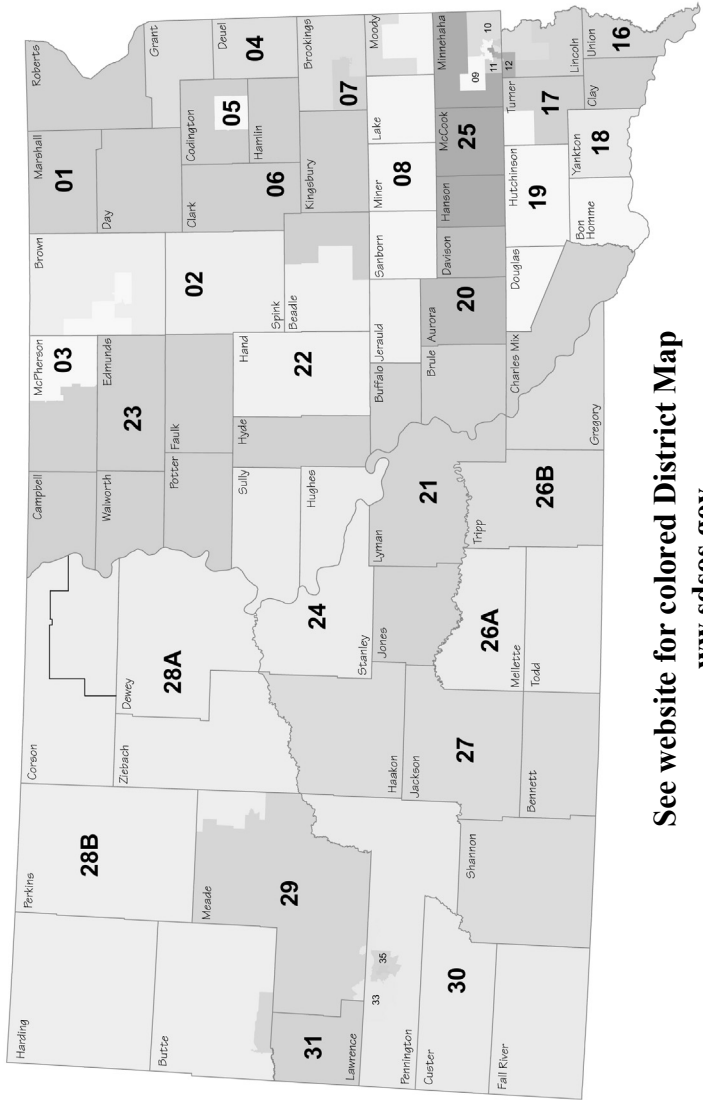 Harding
Perkins
Corson
Campbell
McPherson
Brown
Marshall
Roberts
03
01
28B
Dewey
Walworth
Edmunds
Day
Grant
Butte
Ziebach
28A
23
02
Codington
Deuel
05
04
Meade
Potter
Faulk
Clark
Hamlin
06
29
Sully
Hyde
Hand
Spink
22
Beadle
Kingsbury
Brookings
07
31
Lawrence
33
35
Haakon
24
Stanley
Hughes
Buffalo
Jerauld
Sanborn
Miner
08
Lake
Moody
Pennington
Jackson
Jones
Lyman
21
Brule
Aurora
20
Davison
Hanson
McCook
25
Minnehaha
09
10
11
12
Custer
30
Shannon
27
26A
Mellette
Tripp
26B
Charles Mix
Douglas
Hutchinson
19
Turner
17
Lincoln
Fall River
Bennett
Todd
Gregory
Bon
Homme
Yankton
18
Clay
Union
16
See website for colored District Map